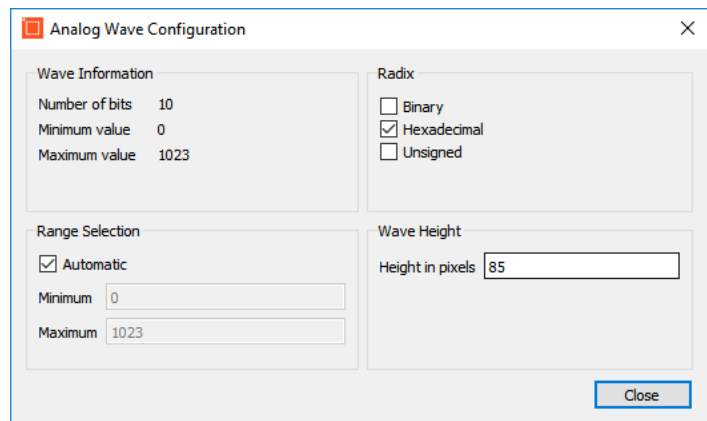 Analog Wave Configuration
Wave Information
Number of bits 10
Minimum value 0
Maximum value 1023
Radix
Binary
Hexadecimal
Unsigned
Range Selection
Automatic
Minimum 0
Maximum 1023
Wave Height
Height in pixels 85
Close